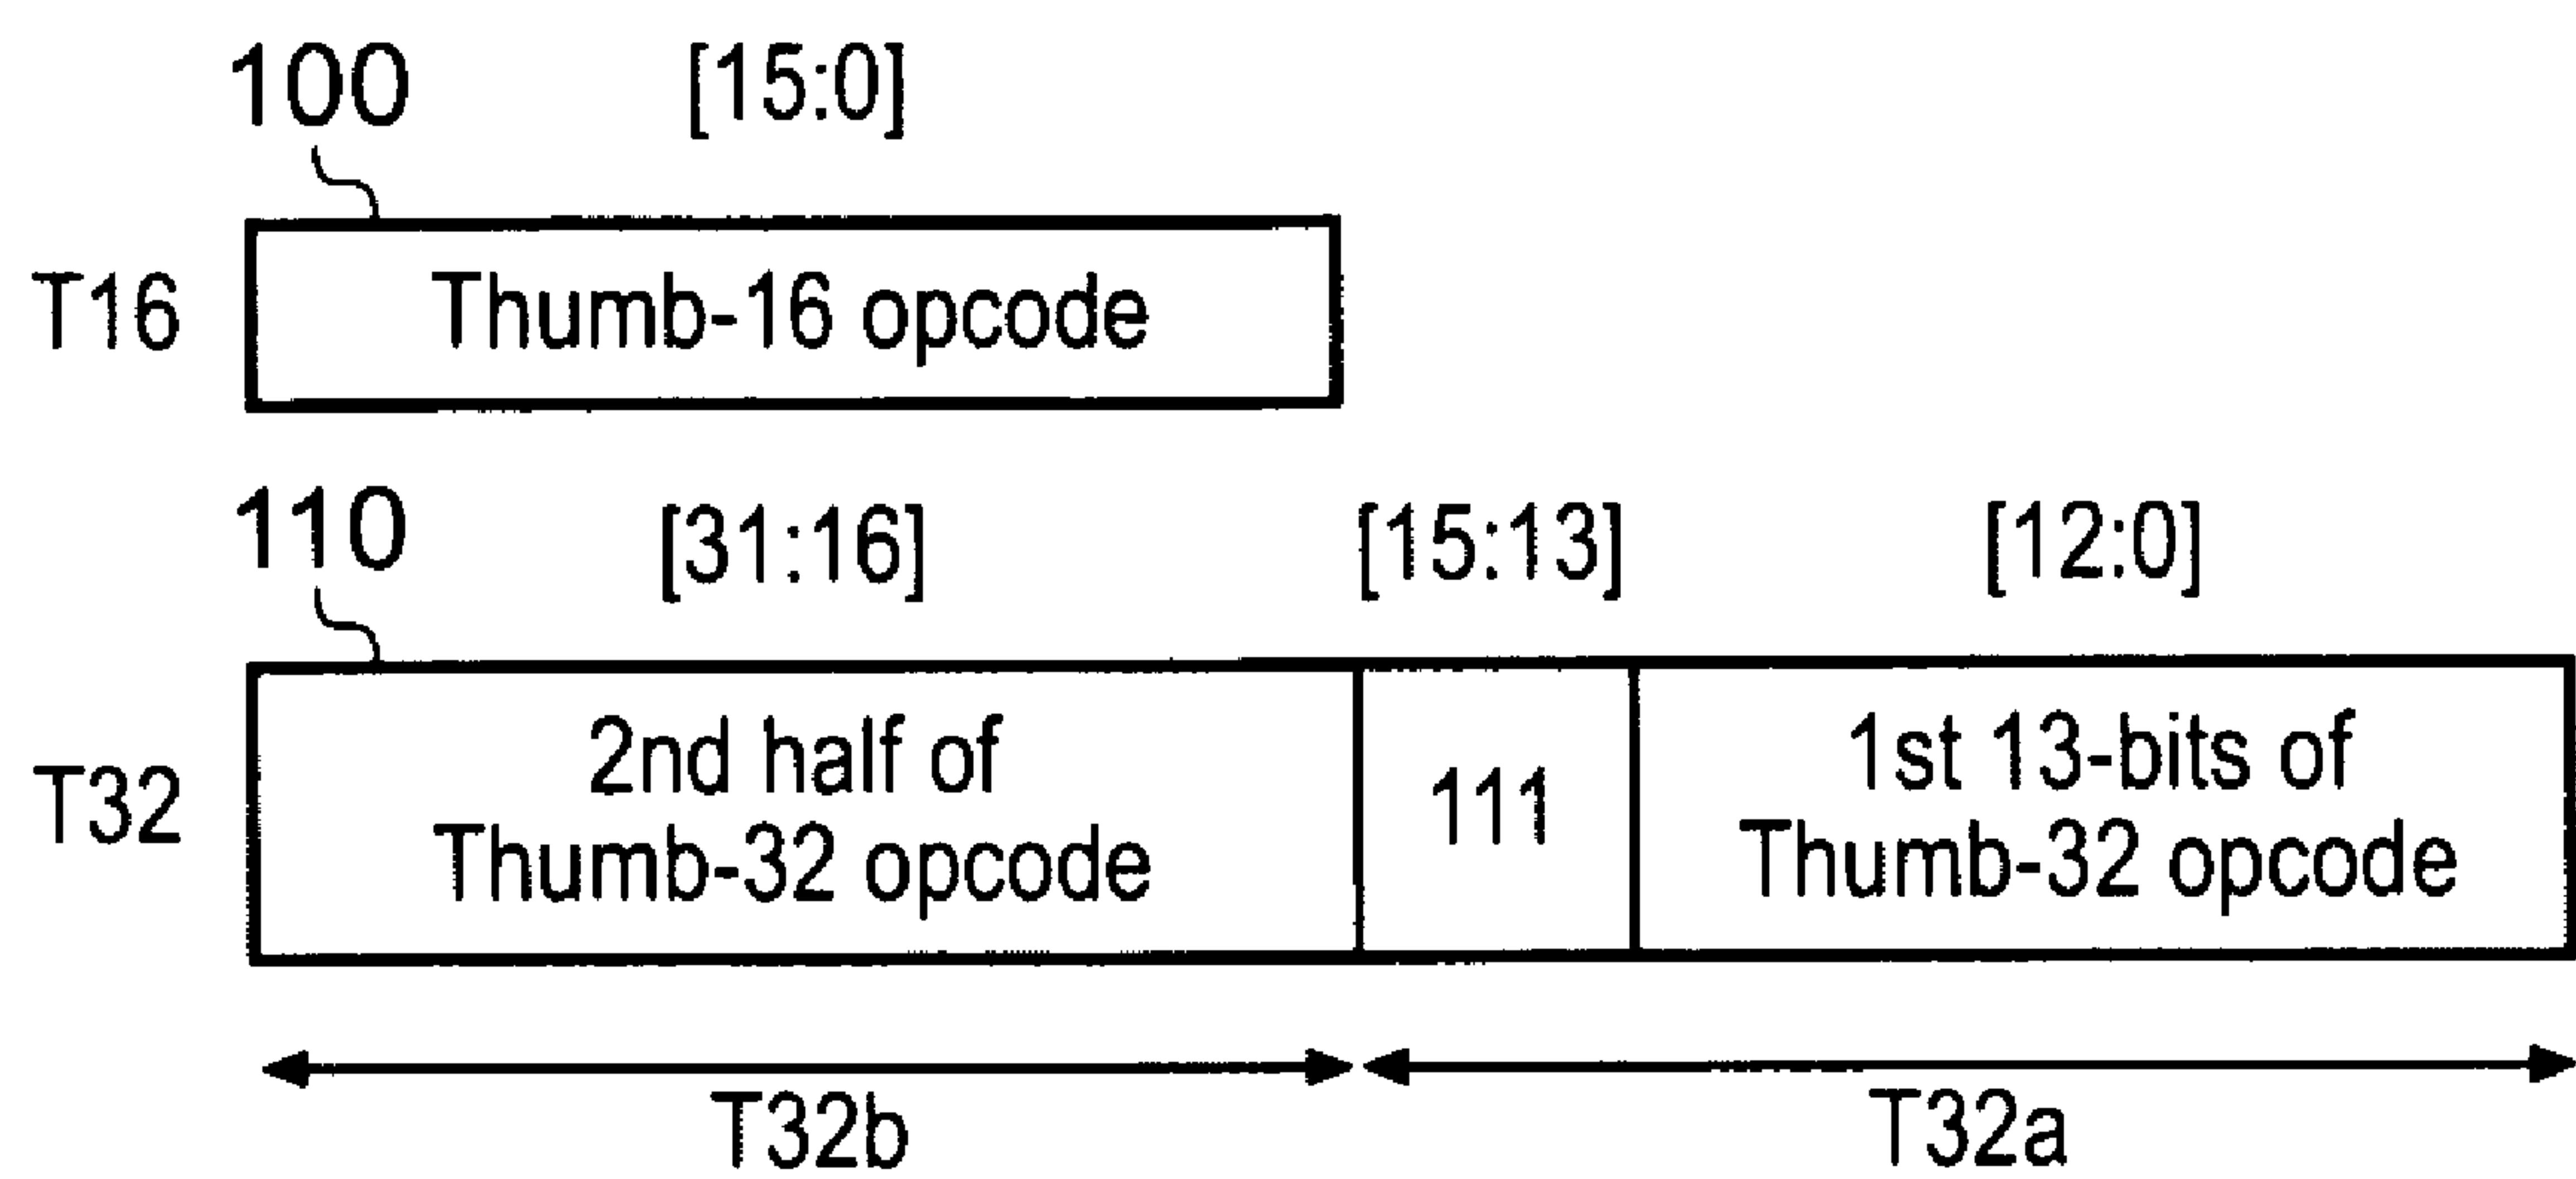 100 [15:0]
T16 Thumb-16 opcode
110 [31:16] [15:13] [12:0]
T32
2nd half of
Thumb-32 opcode
111
1st 13-bits of
Thumb-32 opcode
T32b T32a